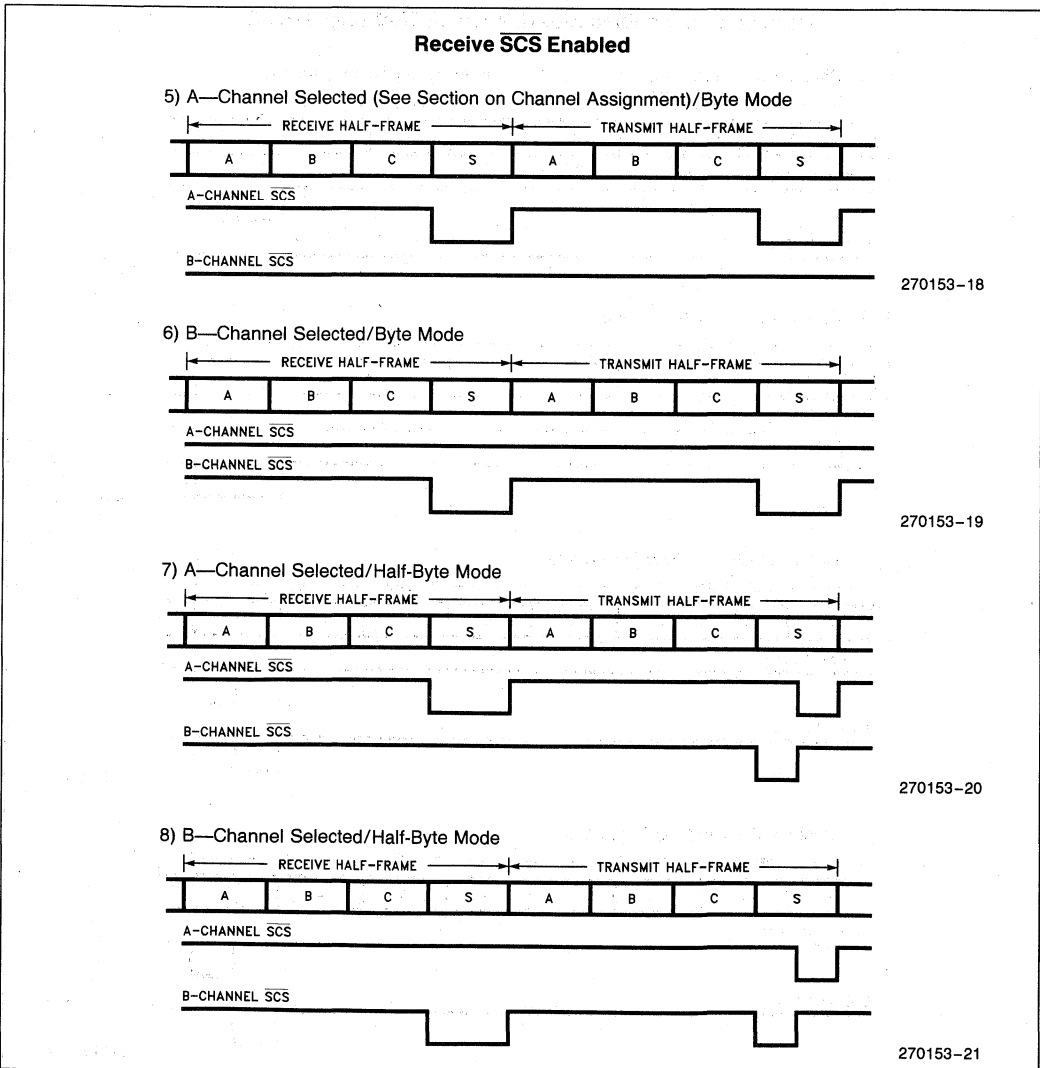 Receive SCS Enabled
5) A—Channel Selected (See Section on Channel Assignment)/Byte Mode
RECEIVE HALF-FRAME TRANSMIT HALF-FRAME
A B C S A B C S
A-CHANNEL SCS
B-CHANNEL SCS
270153-18
6) B—Channel Selected/Byte Mode
RECEIVE HALF-FRAME TRANSMIT HALF-FRAME
A B C S A B C S
A-CHANNEL SCS
B-CHANNEL SCS
270153-19
7) A—Channel Selected/Half-Byte Mode
RECEIVE HALF-FRAME TRANSMIT HALF-FRAME
A B C S A B C S
A-CHANNEL SCS
B-CHANNEL SCS
270153-20
8) B—Channel Selected/Half-Byte Mode
RECEIVE HALF-FRAME TRANSMIT HALF-FRAME
A B C S A B C S
A-CHANNEL SCS
B-CHANNEL SCS
270153-21